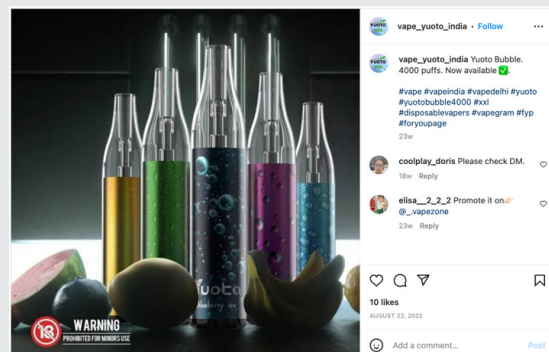 vape_yuoto_india • Follow
vape_yuoto_india Yuoto Bubble.
4000 puffs. Now available ✅.
#vape #vapeindia #vapedelhi #yuoto
#yuotobubble4000 #xxl
#disposablevapers #vapegram #fyp
#foryoupage
23w
coolplay_doris Please check DM.
18w Reply
elisa__2_2_2 Promote it on👉🏻
@_.vapezone
23w Reply
Yuoto
18
WARNING
PROHIBITED FOR MINORS USE
10 likes
AUGUST 22, 2022
Add a comment...
Post